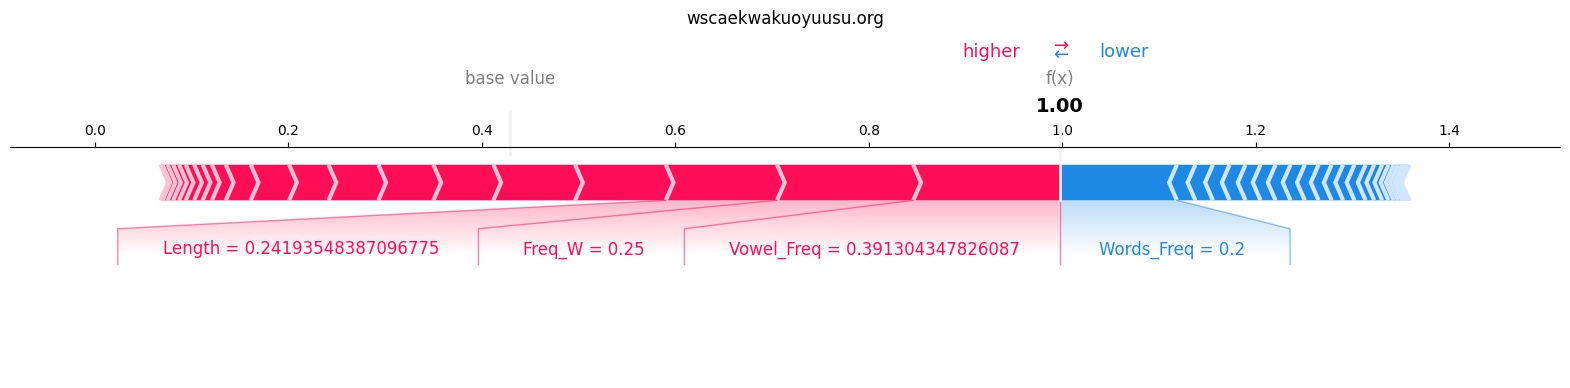 wscaekwakuoyuusu.org
higher ⇄ lower
base value f(x)
1.00
0.0 0.2 0.4 0.6 0.8 1.0 1.2 1.4
Length = 0.24193548387096775 Freq_W = 0.25 Vowel_Freq = 0.391304347826087 Words_Freq = 0.2